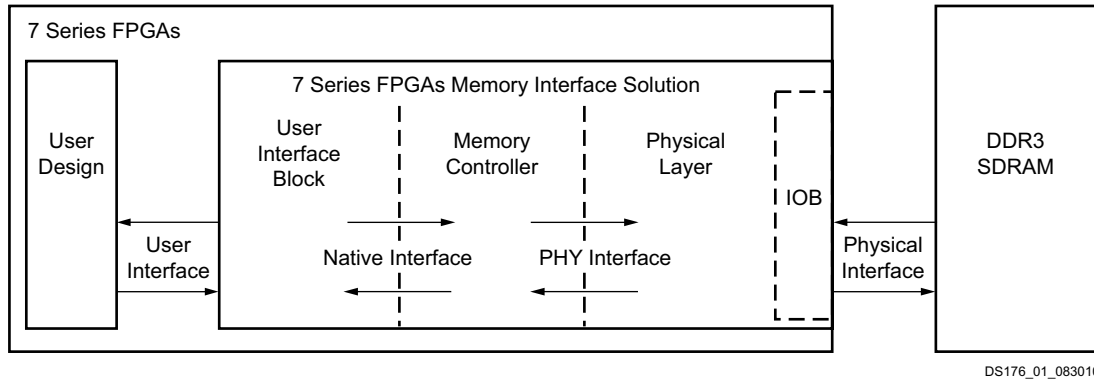 7 Series FPGAs
7 Series FPGAs Memory Interface Solution
User
Design
User
Interface
Block
Memory
Controller
Physical
Layer
IOB
DDR3
SDRAM
User
Interface
Native Interface
PHY Interface
Physical
Interface
DS176_01_083010